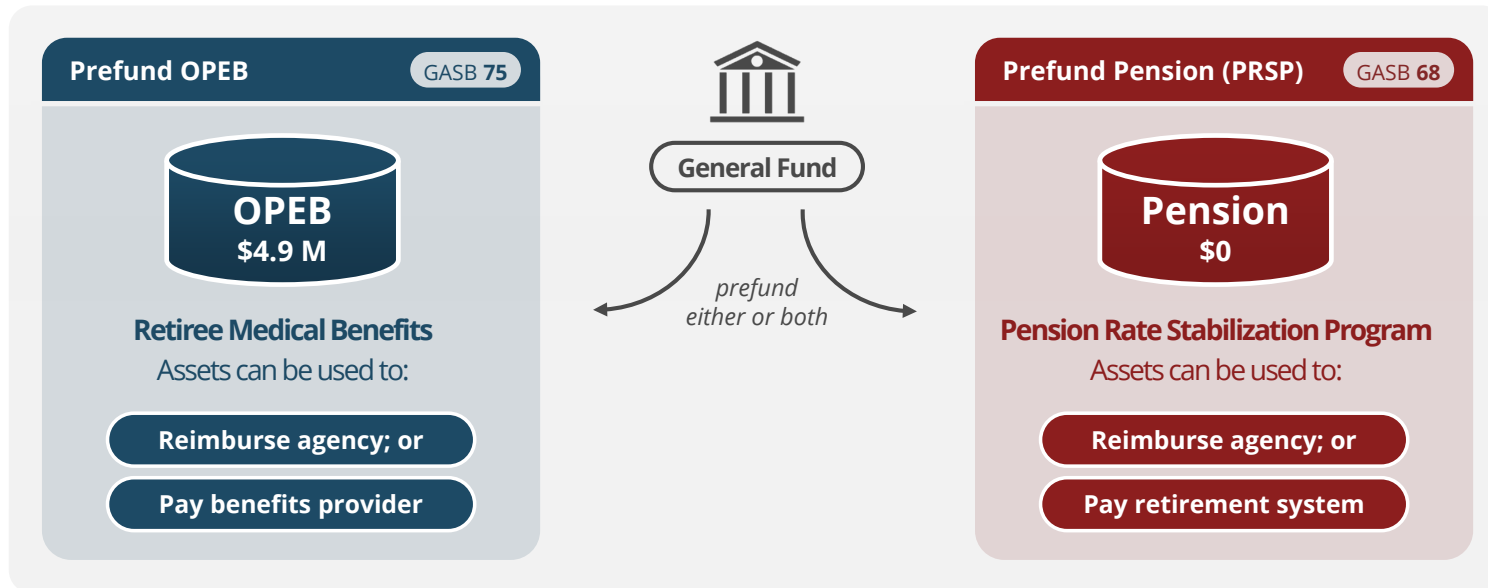 Prefund OPEB
GASB 75
OPEB
$4.9 M
Retiree Medical Benefits
Assets can be used to:
Reimburse agency; or
Pay benefits provider
General Fund
prefund
either or both
Prefund Pension (PRSP)
GASB 68
Pension
$0
Pension Rate Stabilization Program
Assets can be used to:
Reimburse agency; or
Pay retirement system